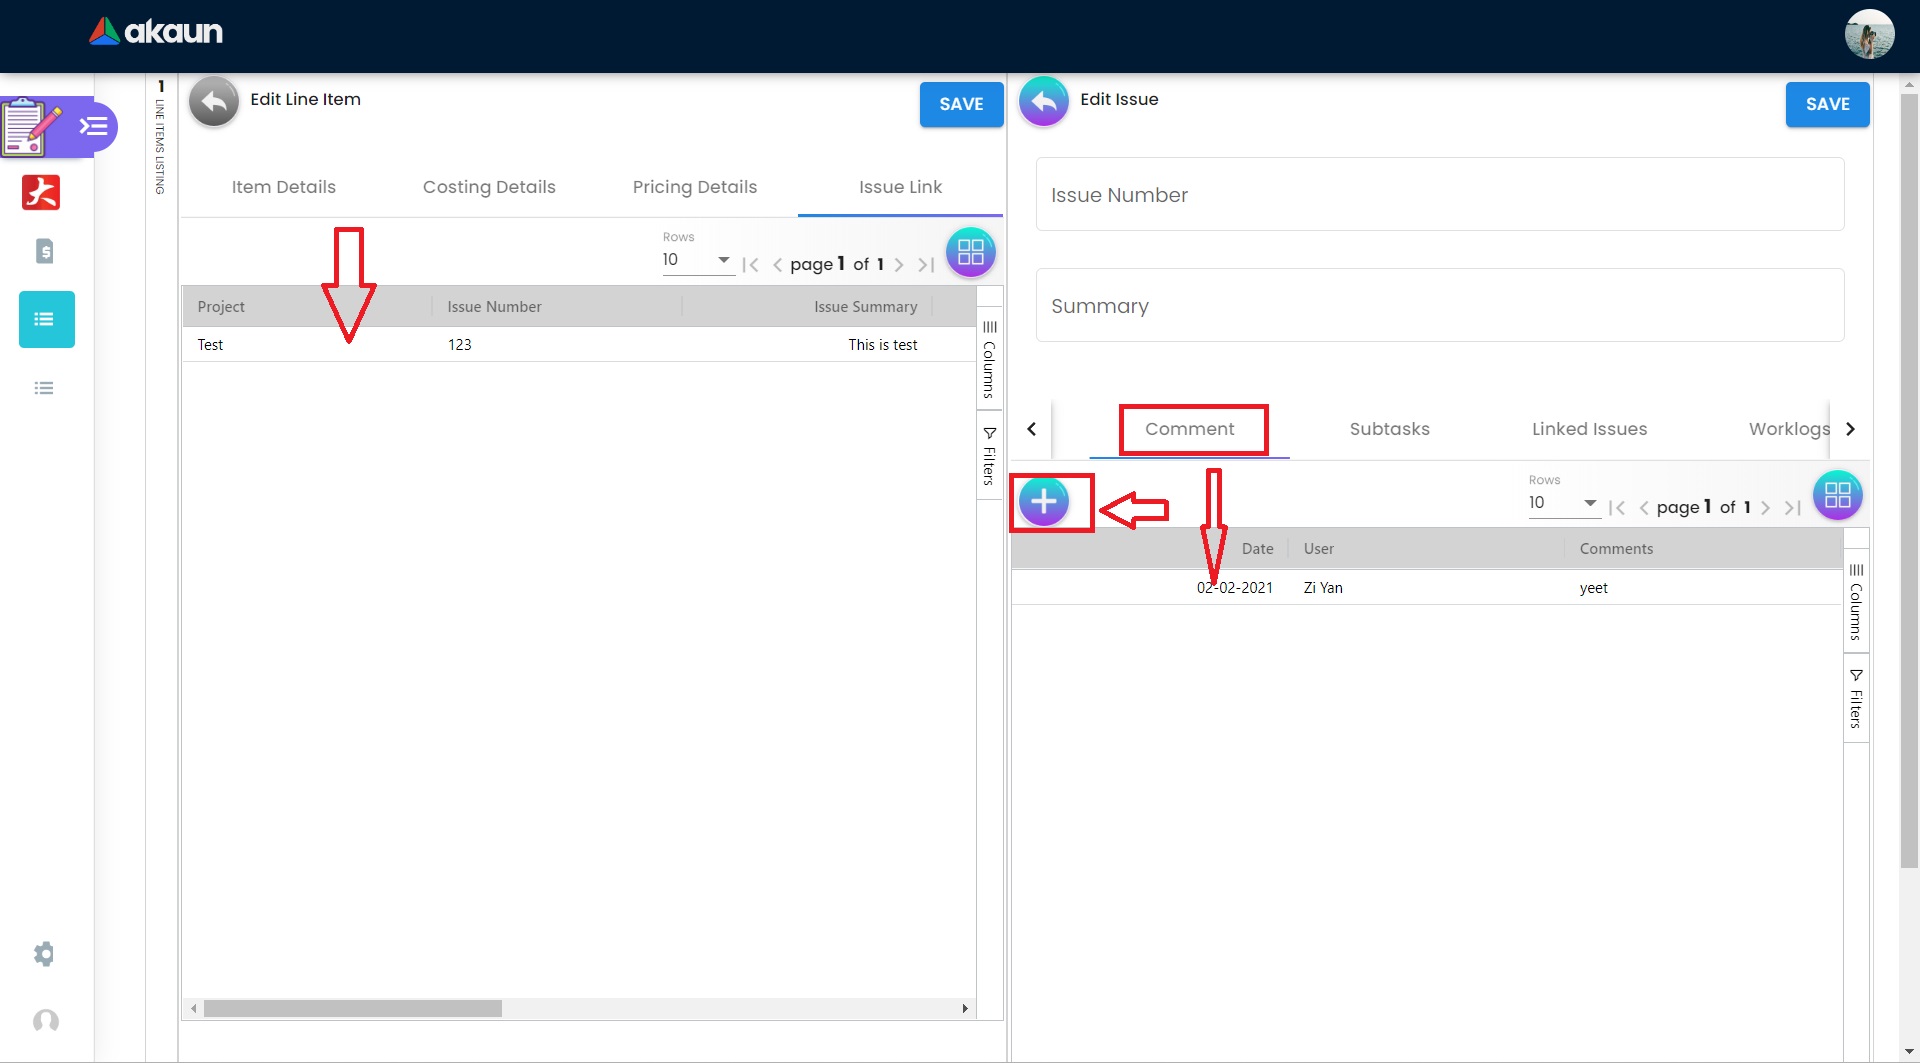 akaun
1 LINE ITEMS LISTING
Edit Line Item
SAVE
Item Details
Costing Details
Pricing Details
Issue Link
Rows
10
page 1 of 1
Project
Issue Number
Issue Summary
Test
123
This is test
Columns
Filters
Edit Issue
SAVE
Issue Number
Summary
Comment
Subtasks
Linked Issues
Worklogs
Rows
10
page 1 of 1
Date
User
Comments
02-02-2021
Zi Yan
yeet
Columns
Filters